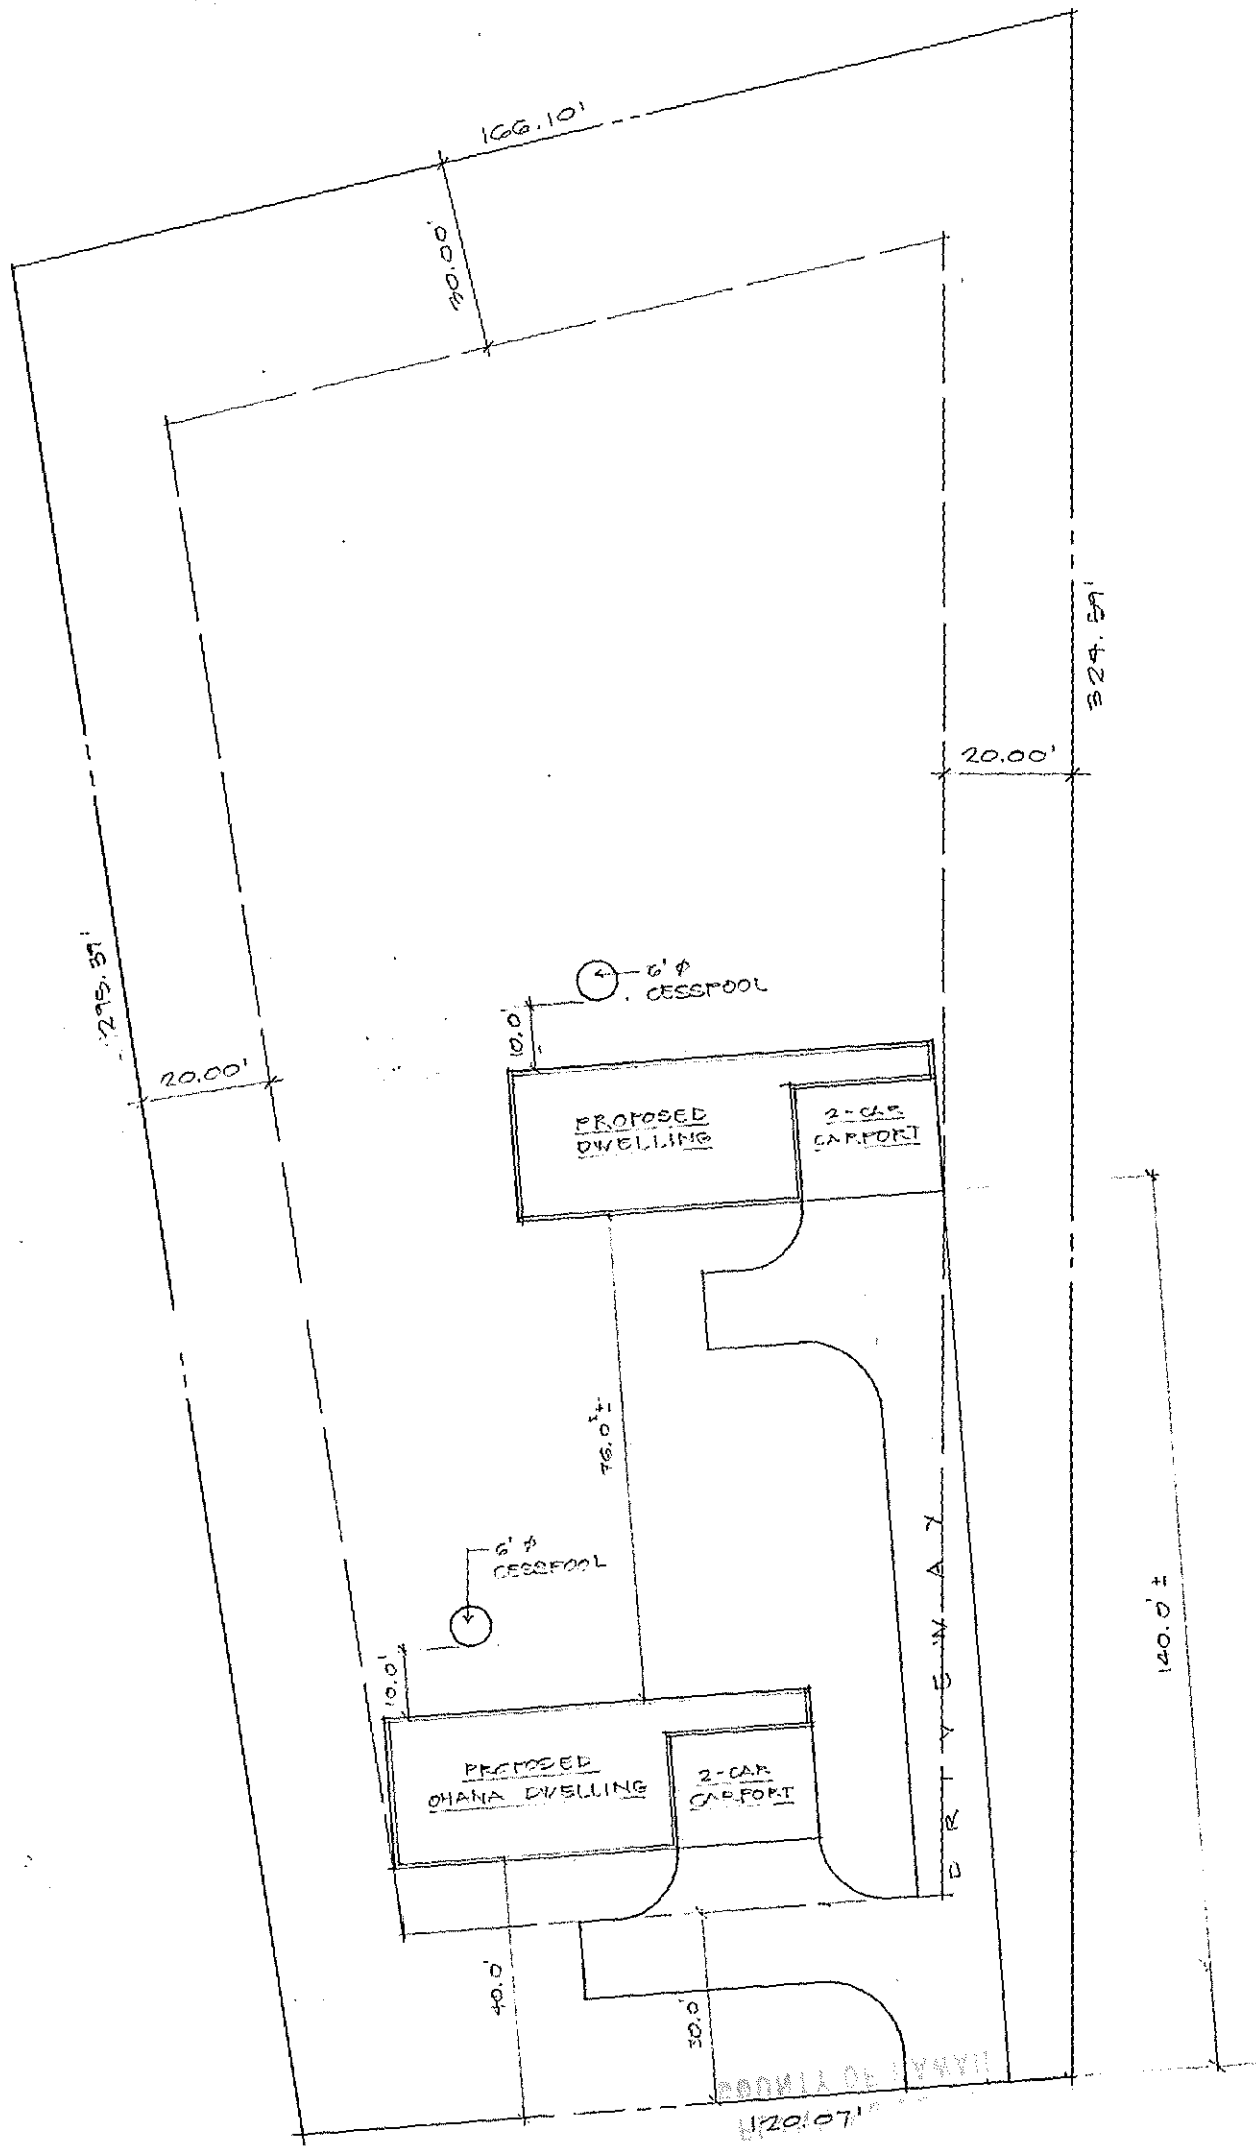 166.10'
30.00'
324.59'
20.00'
295.39'
20.00'
6' ⌀
CESSPOOL
10.0'
PROPOSED
DWELLING
2-CAR
CARPORT
76.0'±
6' ⌀
CESSPOOL
10.0'
PROPOSED
OHANA DWELLING
2-CAR
CARPORT
DRIVEWAY
140.0'±
40.0'
30.0'
COUNTY OF
120.07'